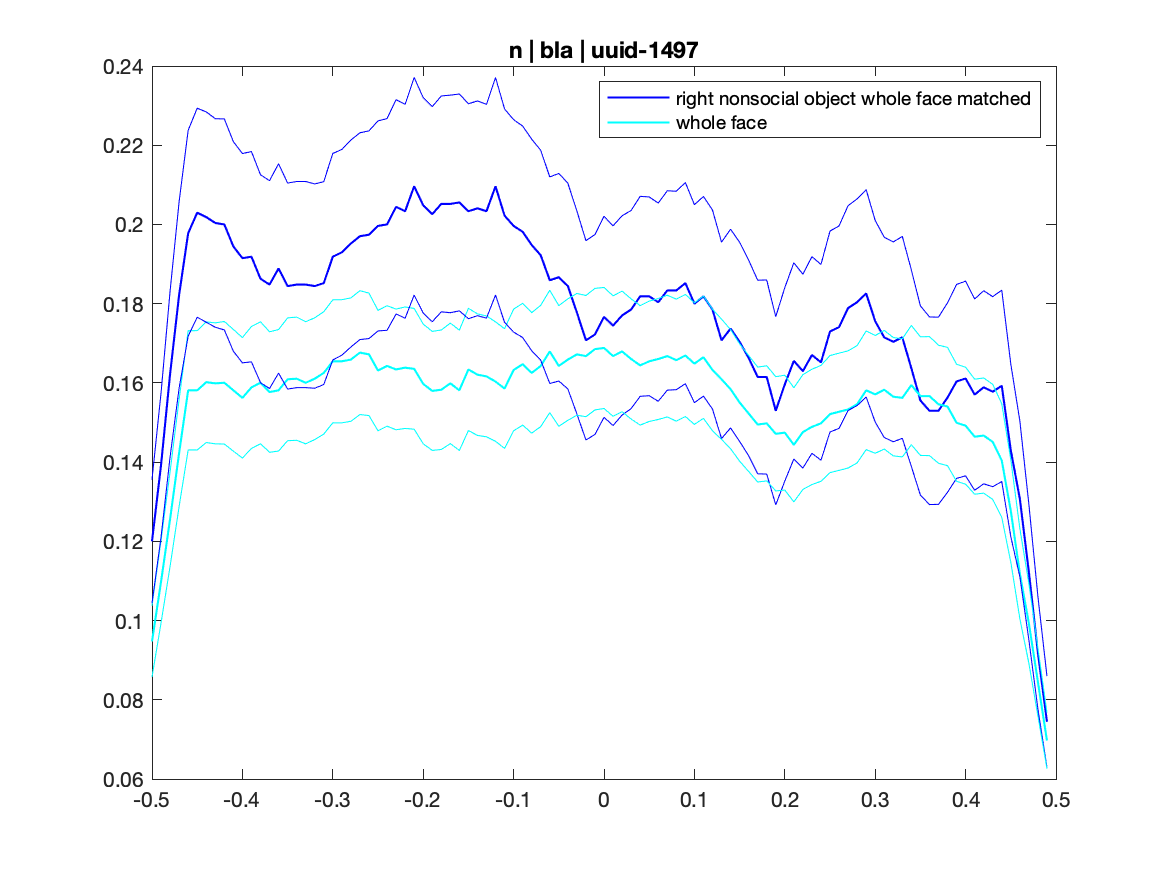 n | bla | uuid-1497
right nonsocial object whole face matched
whole face
0.24
0.22
0.2
0.18
0.16
0.14
0.12
0.1
0.08
0.06
-0.5 -0.4 -0.3 -0.2 -0.1 0 0.1 0.2 0.3 0.4 0.5